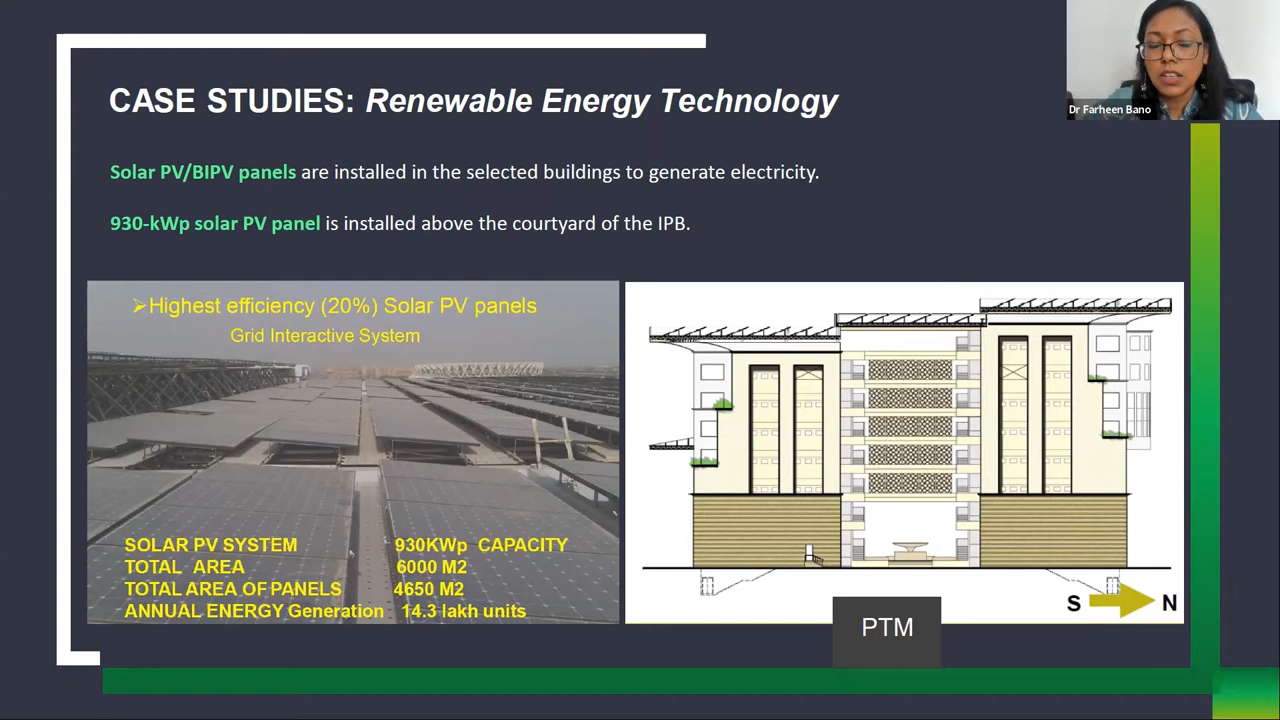 CASE STUDIES: Renewable Energy Technology
Dr Farheen Bano
Solar PV/BIPV panels are installed in the selected buildings to generate electricity.
930-kWp solar PV panel is installed above the courtyard of the IPB.
➢Highest efficiency (20%) Solar PV panels
Grid Interactive System
SOLAR PV SYSTEM 930KWp CAPACITY
TOTAL AREA 6000 M2
TOTAL AREA OF PANELS 4650 M2
ANNUAL ENERGY Generation 14.3 lakh units
S N
PTM